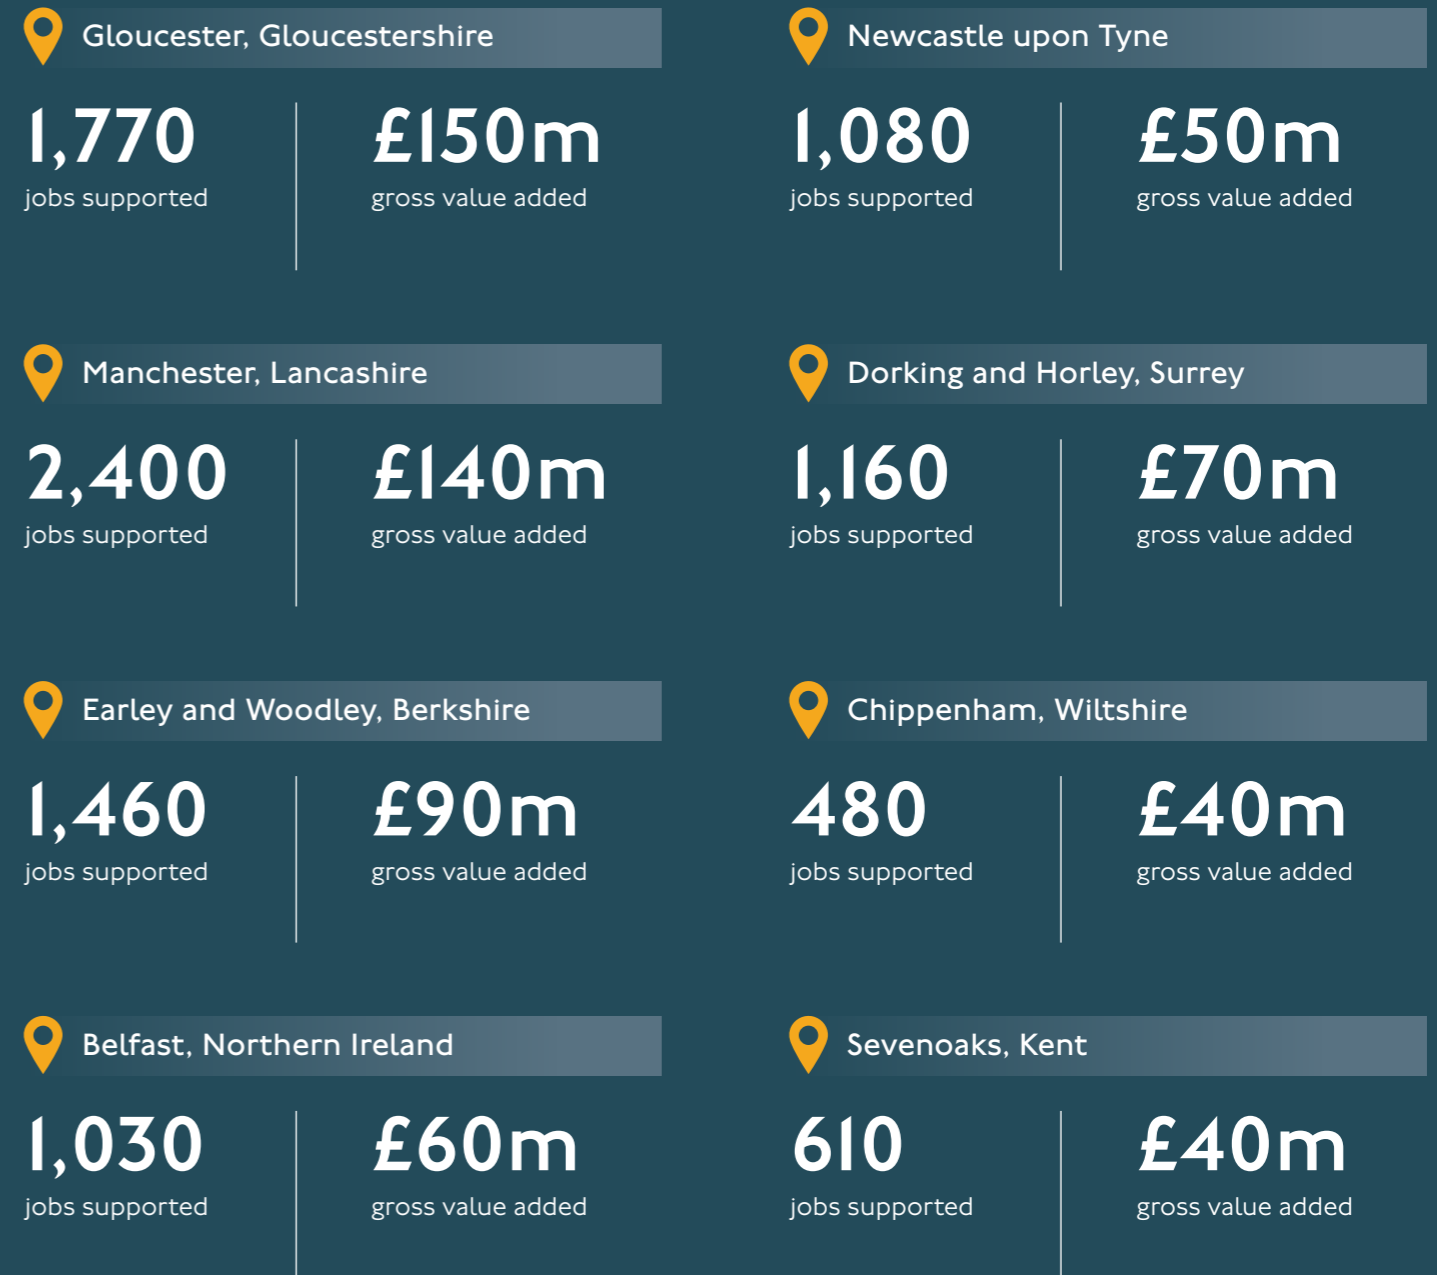 Gloucester, Gloucestershire
1,770
jobs supported
£150m
gross value added
Newcastle upon Tyne
1,080
jobs supported
£50m
gross value added
Manchester, Lancashire
2,400
jobs supported
£140m
gross value added
Dorking and Horley, Surrey
1,160
jobs supported
£70m
gross value added
Earley and Woodley, Berkshire
1,460
jobs supported
£90m
gross value added
Chippenham, Wiltshire
480
jobs supported
£40m
gross value added
Belfast, Northern Ireland
1,030
jobs supported
£60m
gross value added
Sevenoaks, Kent
610
jobs supported
£40m
gross value added